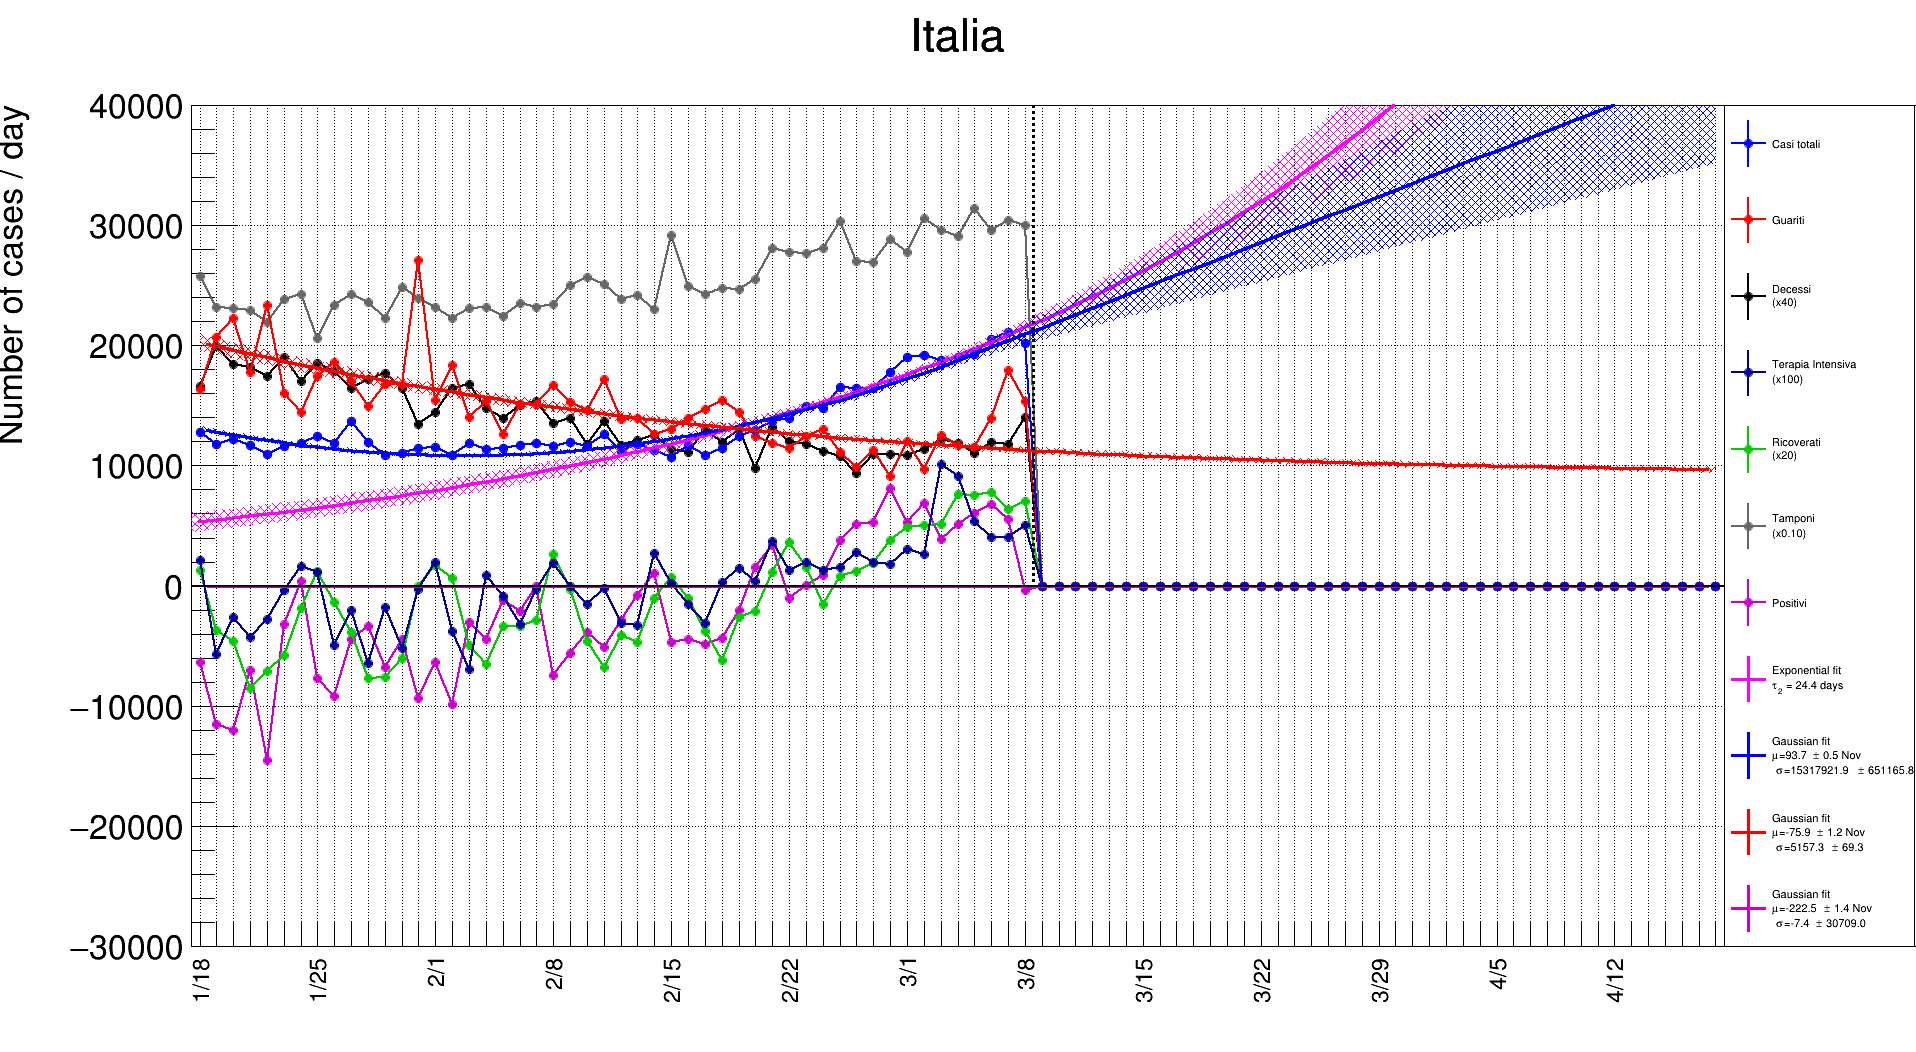 Italia
Number of cases / day
40000
30000
20000
10000
0
−10000
−20000
−30000
1/18
1/25
2/1
2/8
2/15
2/22
3/1
3/8
3/15
3/22
3/29
4/5
4/12
Casi totali
Guariti
Decessi
(x40)
Terapia Intensiva
(x100)
Ricoverati
(x20)
Tamponi
(x0.10)
Positivi
Exponential fit
τ2 = 24.4 days
Gaussian fit
μ=93.7 ± 0.5 Nov
σ=15317921.9 ± 651165.8
Gaussian fit
μ=-75.9 ± 1.2 Nov
σ=5157.3 ± 69.3
Gaussian fit
μ=-222.5 ± 1.4 Nov
σ=-7.4 ± 30709.0